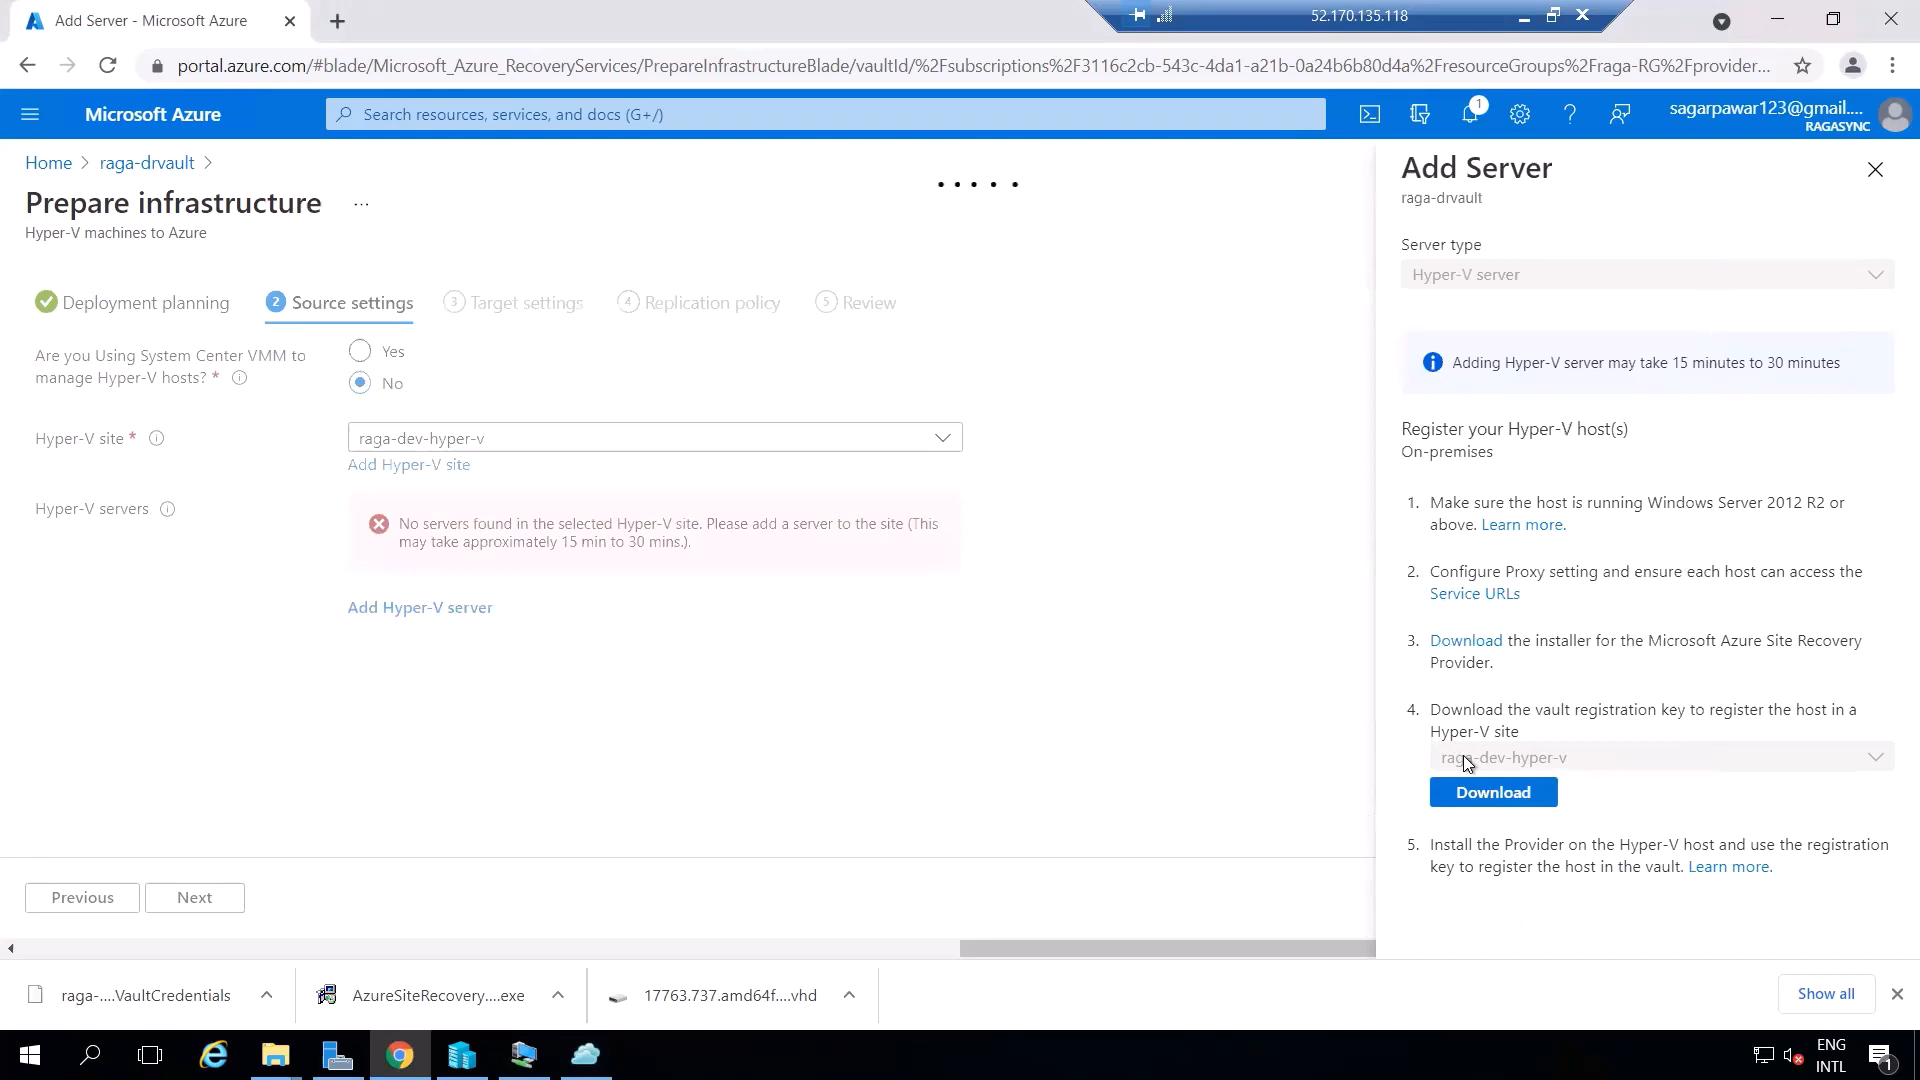 Add Server - Microsoft Azure
52.170.135.118
portal.azure.com/#blade/Microsoft_Azure_RecoveryServices/PrepareInfrastructureBlade/vaultId/%2Fsubscriptions%2F3116c2cb-543c-4da1-a21b-0a24b6b80d4a%2FresourceGroups%2Fraga-RG%2Fprovider...
Microsoft Azure
Search resources, services, and docs (G+/)
1
sagarpawar123@gmail....
RAGASYNC
Home > raga-drvault >
Prepare infrastructure ...
Hyper-V machines to Azure
Deployment planning
2 Source settings
3 Target settings
4 Replication policy
5 Review
Are you Using System Center VMM to
manage Hyper-V hosts? *
Yes
No
Hyper-V site *
raga-dev-hyper-v
Add Hyper-V site
Hyper-V servers
No servers found in the selected Hyper-V site. Please add a server to the site (This
may take approximately 15 min to 30 mins.).
Add Hyper-V server
Previous
Next
Add Server
raga-drvault
Server type
Hyper-V server
Adding Hyper-V server may take 15 minutes to 30 minutes
Register your Hyper-V host(s)
On-premises
1. Make sure the host is running Windows Server 2012 R2 or
above. Learn more.
2. Configure Proxy setting and ensure each host can access the
Service URLs
3. Download the installer for the Microsoft Azure Site Recovery
Provider.
4. Download the vault registration key to register the host in a
Hyper-V site
raga-dev-hyper-v
Download
5. Install the Provider on the Hyper-V host and use the registration
key to register the host in the vault. Learn more.
raga-....VaultCredentials
AzureSiteRecovery....exe
17763.737.amd64f....vhd
Show all
ENG
INTL
1